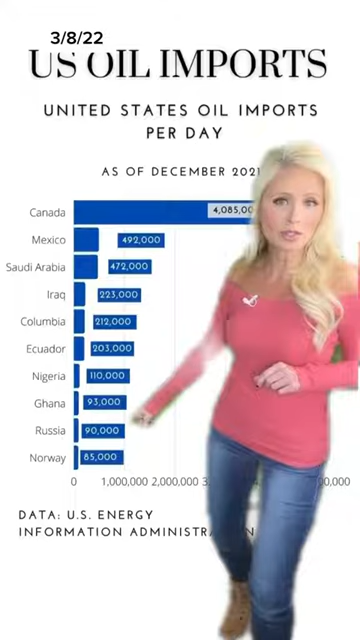 3/8/22
US OIL IMPORTS
UNITED STATES OIL IMPORTS
PER DAY
AS OF DECEMBER 2021
Canada 4,085,00
Mexico 492,000
Saudi Arabia 472,000
Iraq 223,000
Columbia 212,000
Ecuador 203,000
Nigeria 110,000
Ghana 93,000
Russia 90,000
Norway 85,000
0 1,000,000 2,000,000 3 00,000
DATA: U.S. ENERGY
INFORMATION ADMINISTRA N